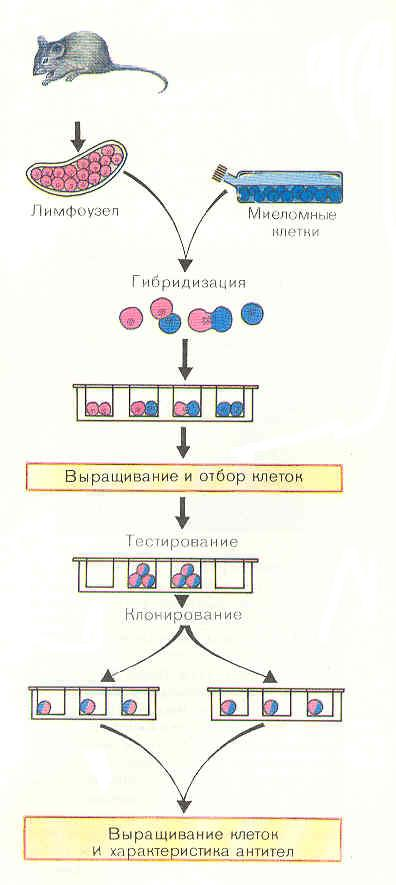 Лимфоузел
Миеломные
клетки
Гибридизация
Выращивание и отбор клеток
Тестирование
Клонирование
Выращивание клеток
и характеристика антител